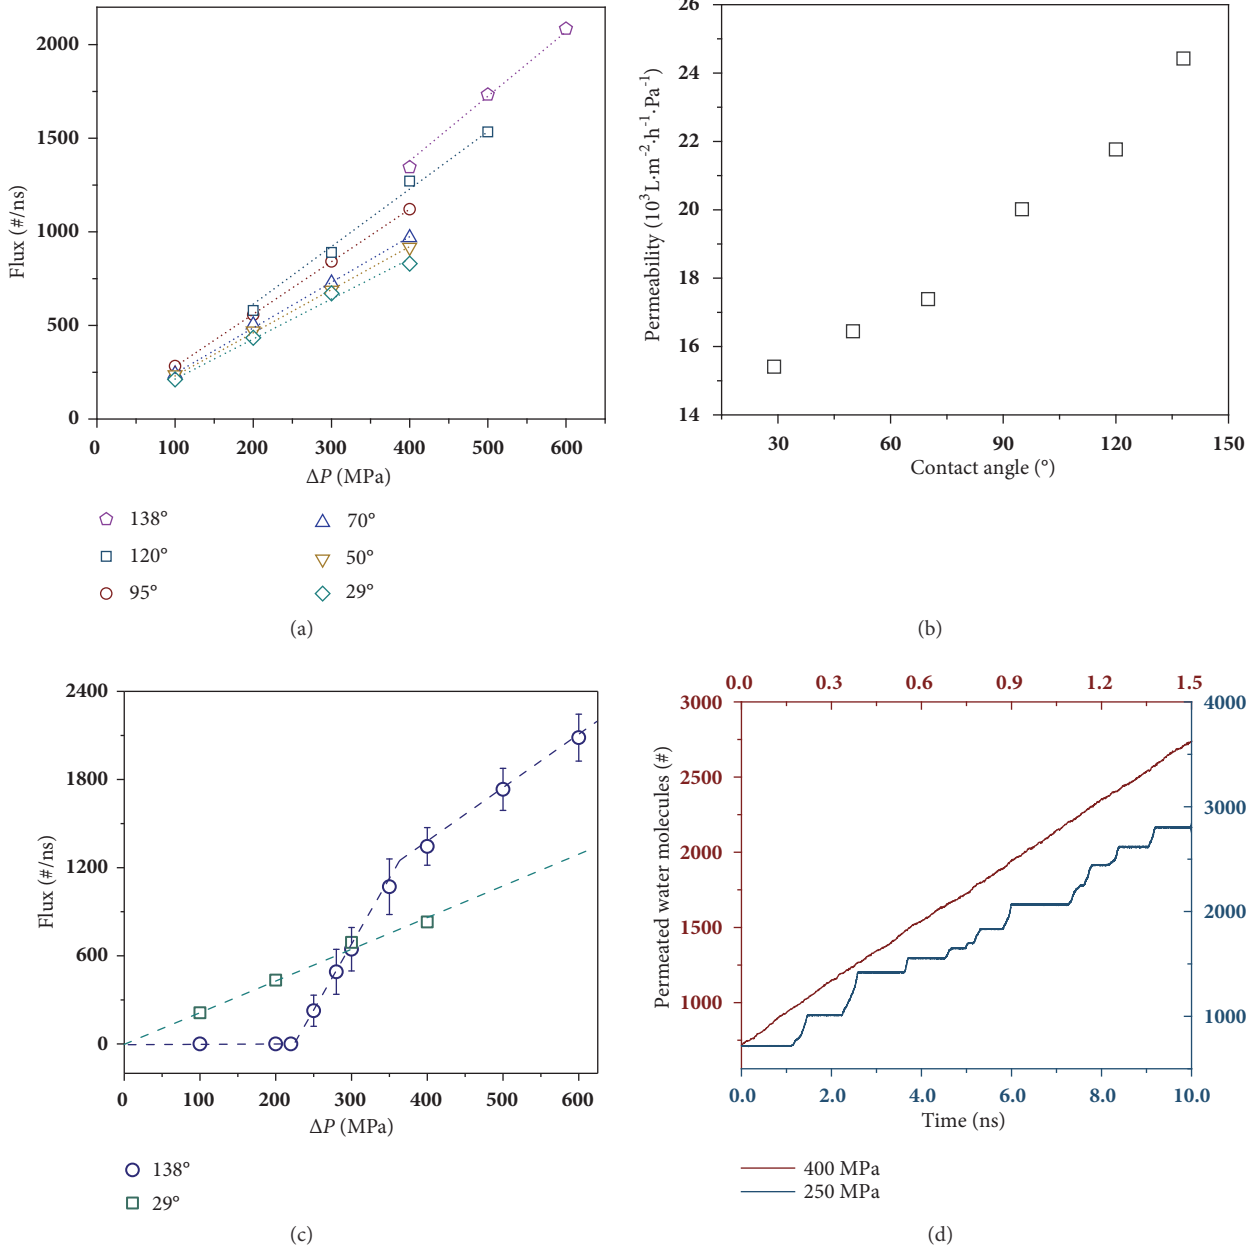 2000
1500
1000
500
0
Flux (#/ns)
0 100 200 300 400 500 600
ΔP (MPa)
138°
120°
95°
70°
50°
29°
(a)
26
24
22
20
18
16
14
Permeability (10³L·m⁻²·h⁻¹·Pa⁻¹)
30 60 90 120 150
Contact angle (°)
(b)
2400
1800
1200
600
0
Flux (#/ns)
0 100 200 300 400 500 600
ΔP (MPa)
138°
29°
(c)
0.0 0.3 0.6 0.9 1.2 1.5
3000
2500
2000
1500
1000
Permeated water molecules (#)
4000
3000
2000
1000
0.0 2.0 4.0 6.0 8.0 10.0
Time (ns)
400 MPa
250 MPa
(d)